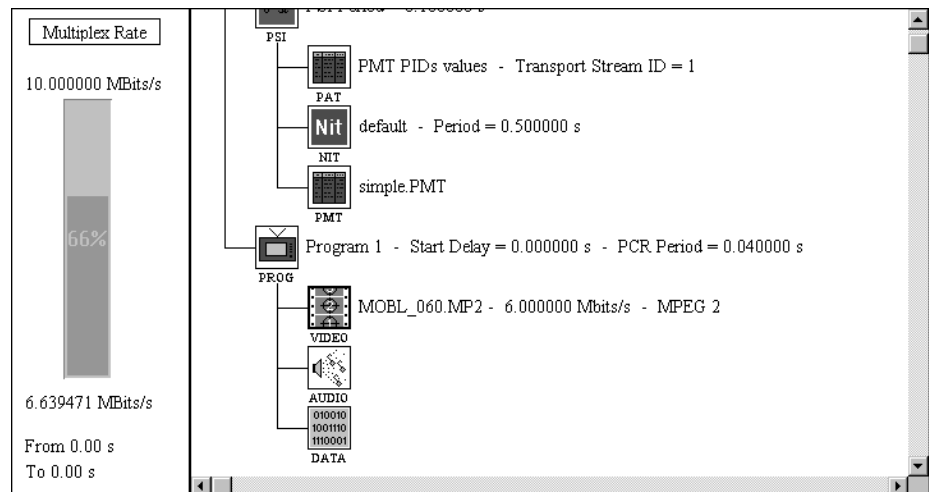 Multiplex Rate
10.000000 MBits/s
66%
6.639471 MBits/s
From 0.00 s
To 0.00 s
PSI
PMT PIDs values - Transport Stream ID = 1
PAT
Nit
default - Period = 0.500000 s
NIT
simple.PMT
PMT
Program 1 - Start Delay = 0.000000 s - PCR Period = 0.040000 s
PROG
MOBL_060.MP2 - 6.000000 Mbits/s - MPEG 2
VIDEO
AUDIO
010010
1001110
1110001
DATA